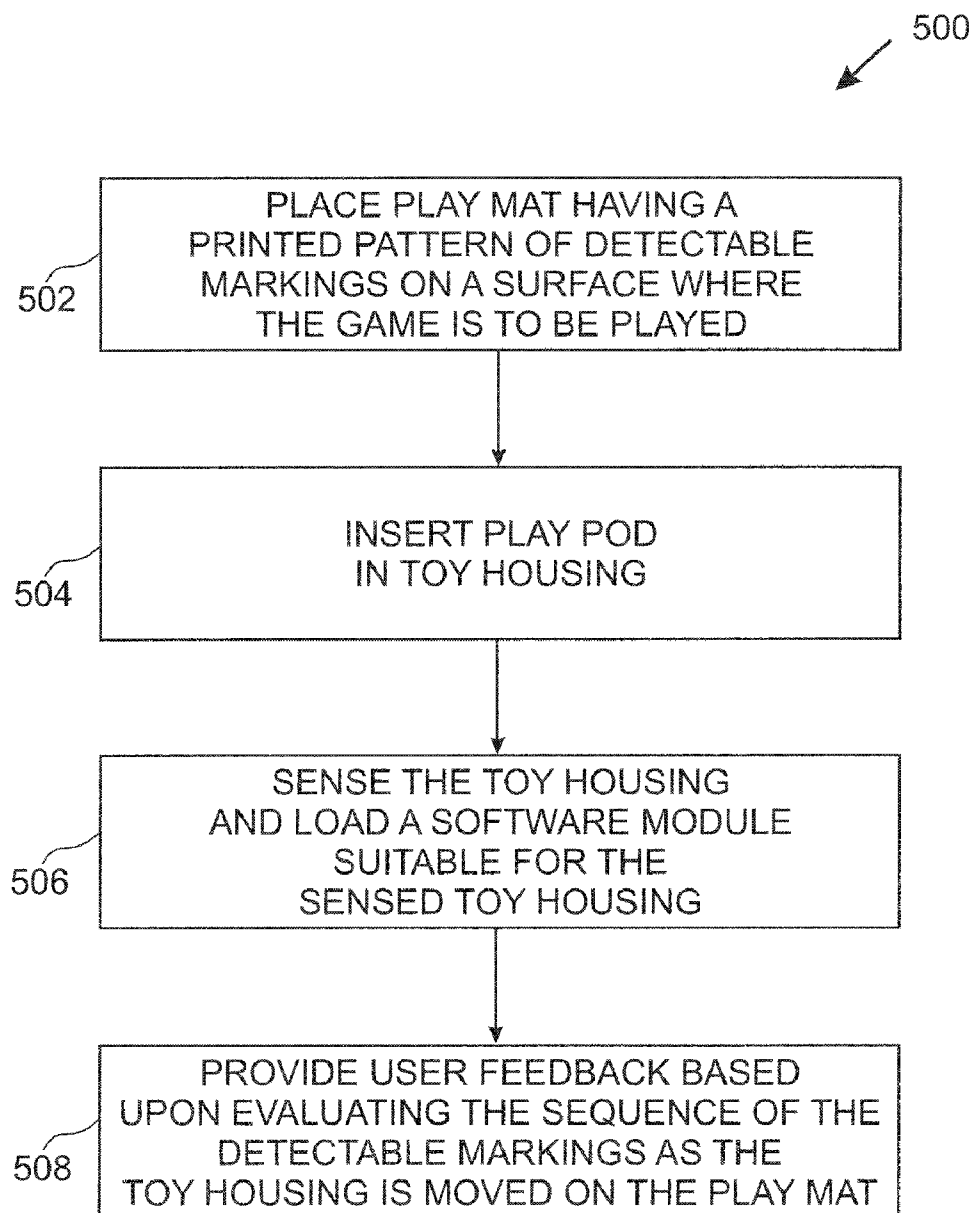 500
PLACE PLAY MAT HAVING A
PRINTED PATTERN OF DETECTABLE
MARKINGS ON A SURFACE WHERE
THE GAME IS TO BE PLAYED
502
INSERT PLAY POD
IN TOY HOUSING
504
SENSE THE TOY HOUSING
AND LOAD A SOFTWARE MODULE
SUITABLE FOR THE
SENSED TOY HOUSING
506
PROVIDE USER FEEDBACK BASED
UPON EVALUATING THE SEQUENCE OF THE
DETECTABLE MARKINGS AS THE
TOY HOUSING IS MOVED ON THE PLAY MAT
508